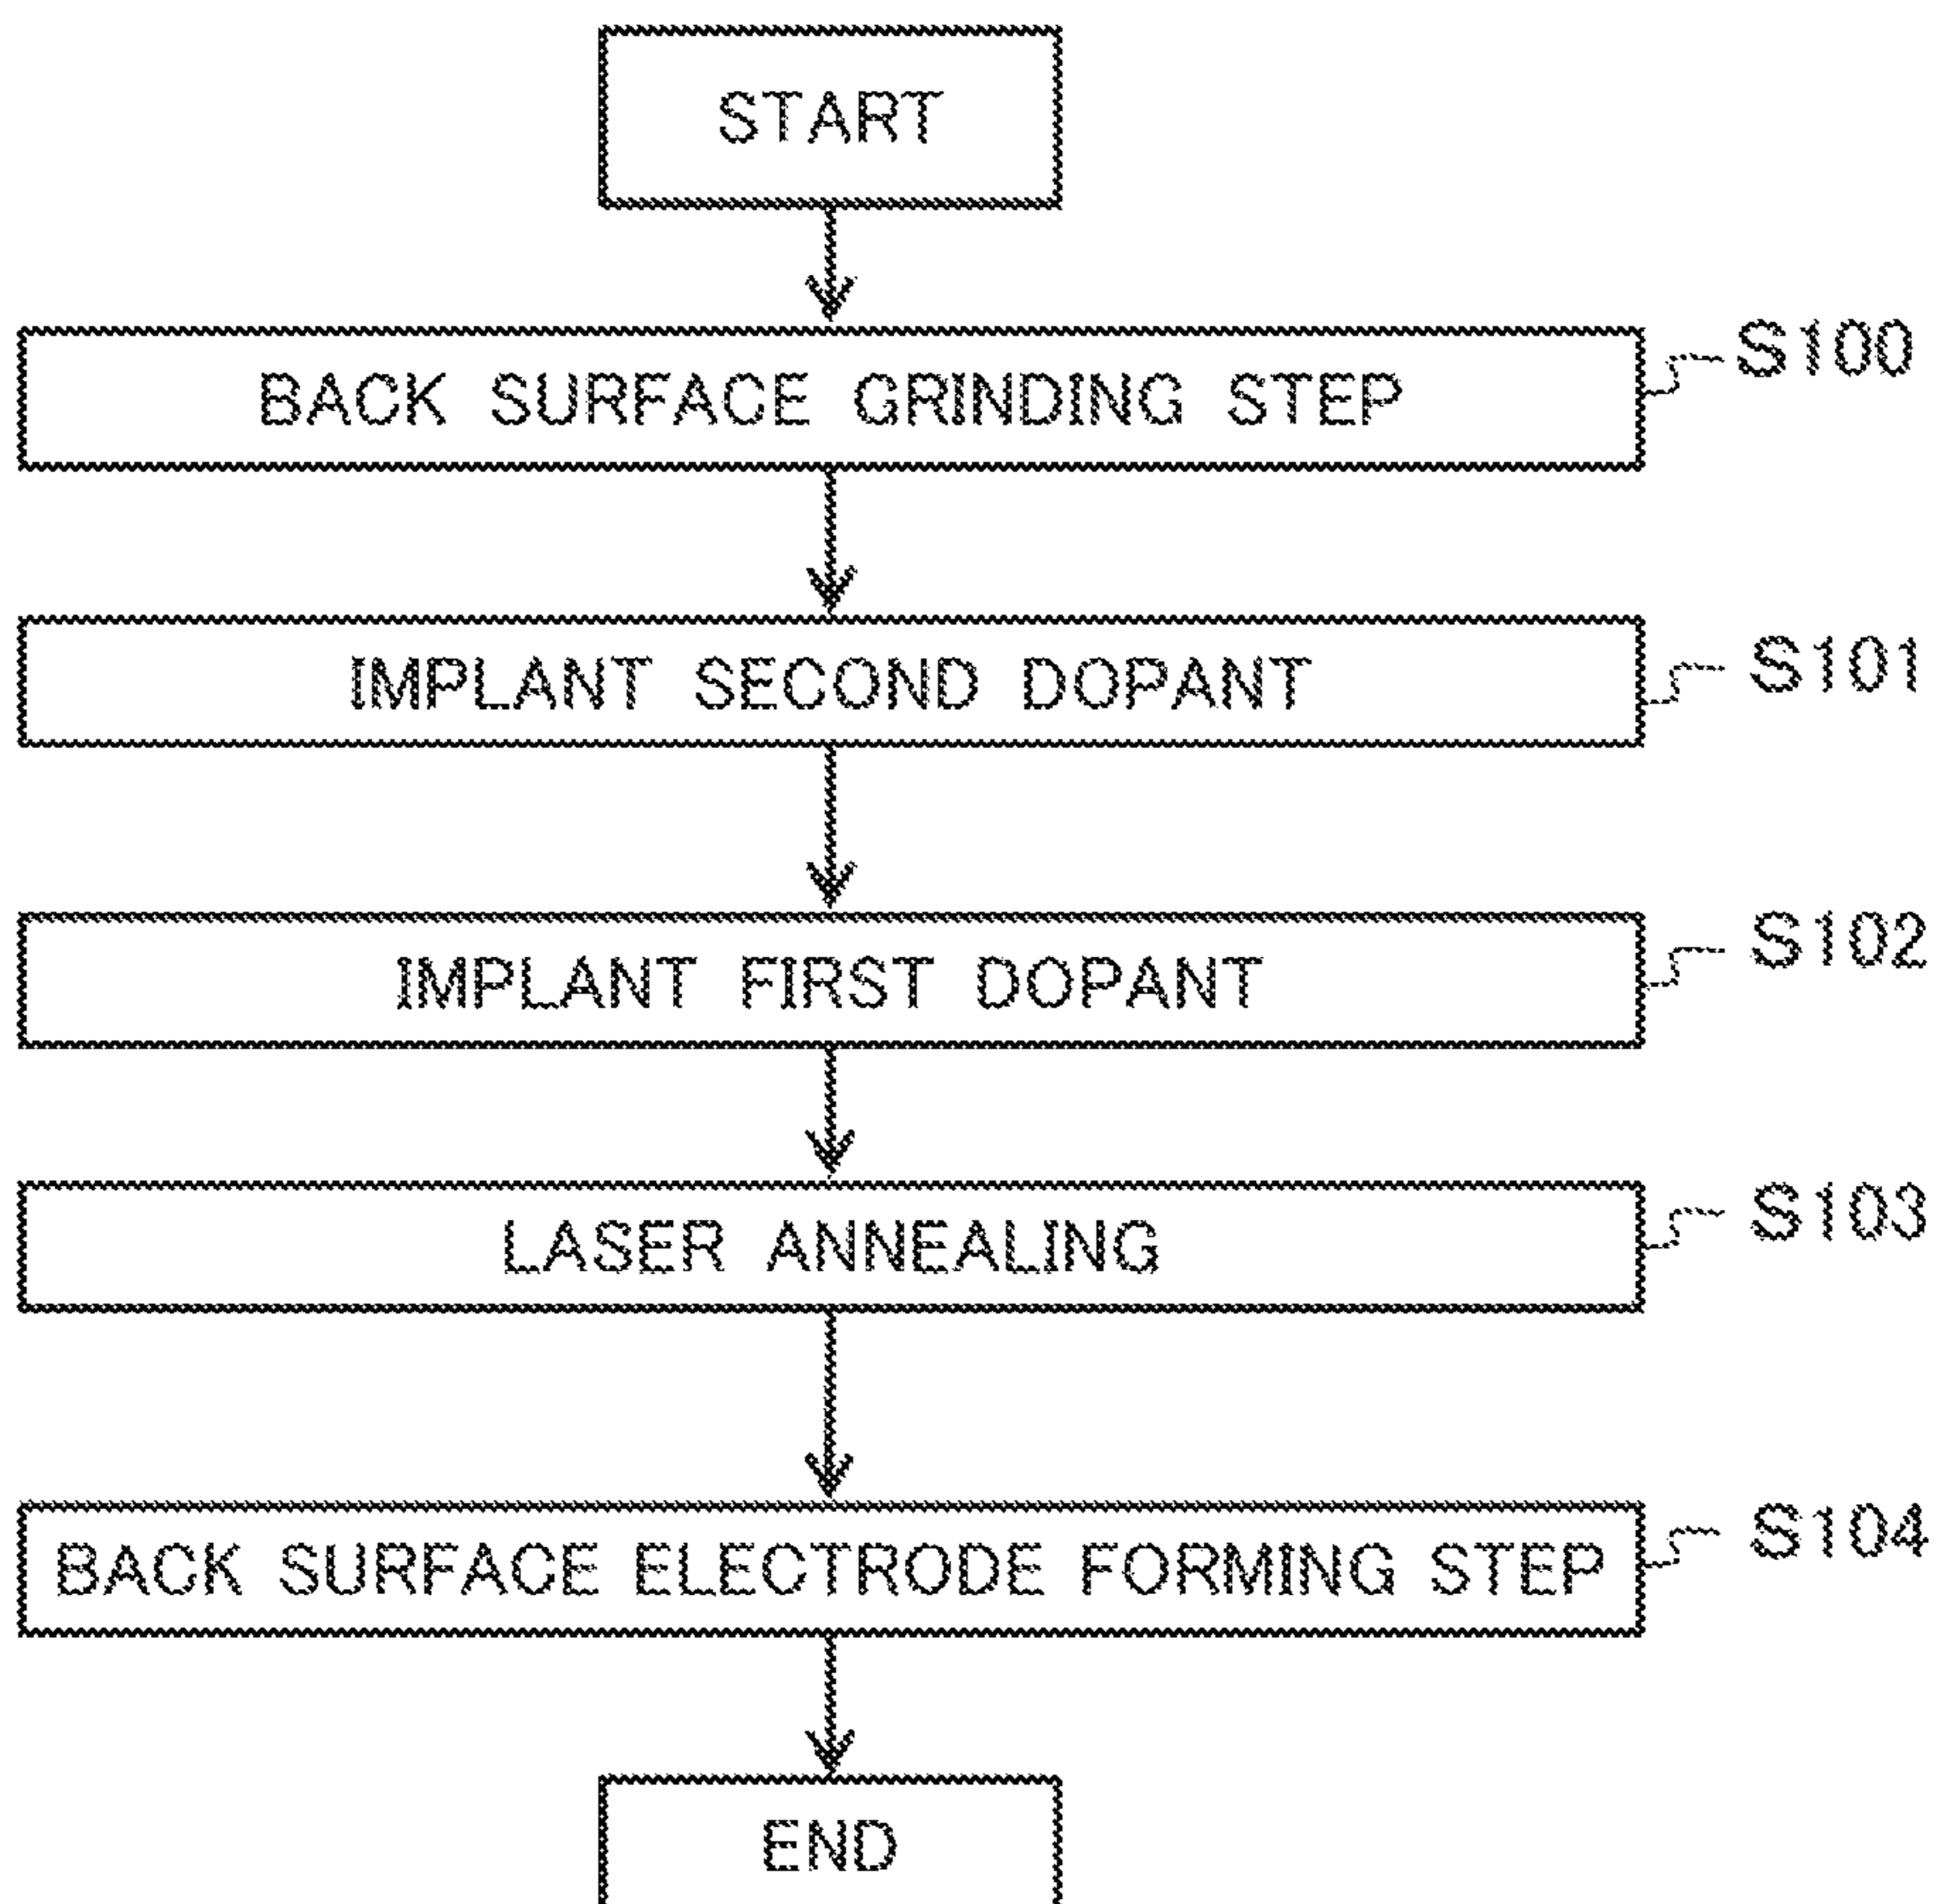 START
BACK SURFACE GRINDING STEP
S100
IMPLANT SECOND DOPANT
S101
IMPLANT FIRST DOPANT
S102
LASER ANNEALING
S103
BACK SURFACE ELECTRODE FORMING STEP
S104
END